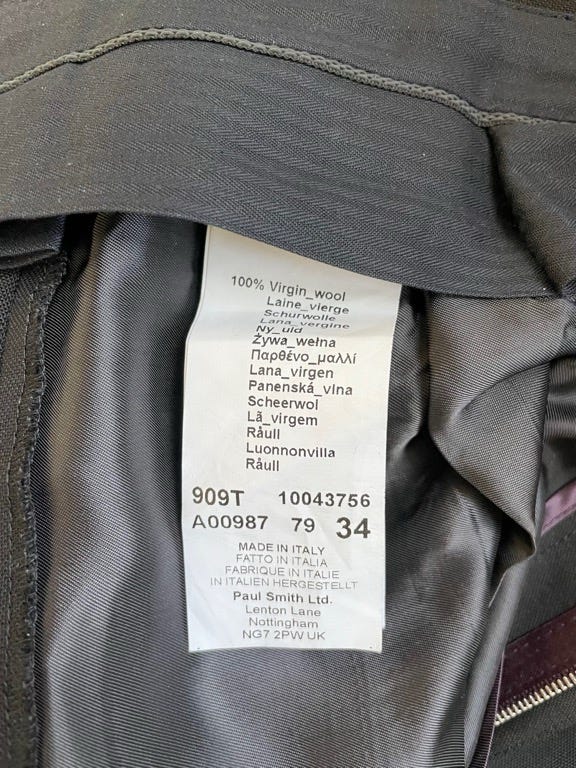 100% Virgin_wool
Laine_vierge
Schurwolle
Lana_vergine
Ny_uld
Żywa_wełna
Παρθένο_μαλλί
Lana_virgen
Panenská_vlna
Scheerwol
Lã_virgem
Råull
Luonnonvilla
Råull
909T 10043756
A00987 79 34
MADE IN ITALY
FATTO IN ITALIA
FABRIQUE IN ITALIE
IN ITALIEN HERGESTELLT
Paul Smith Ltd.
Lenton Lane
Nottingham
NG7 2PW UK